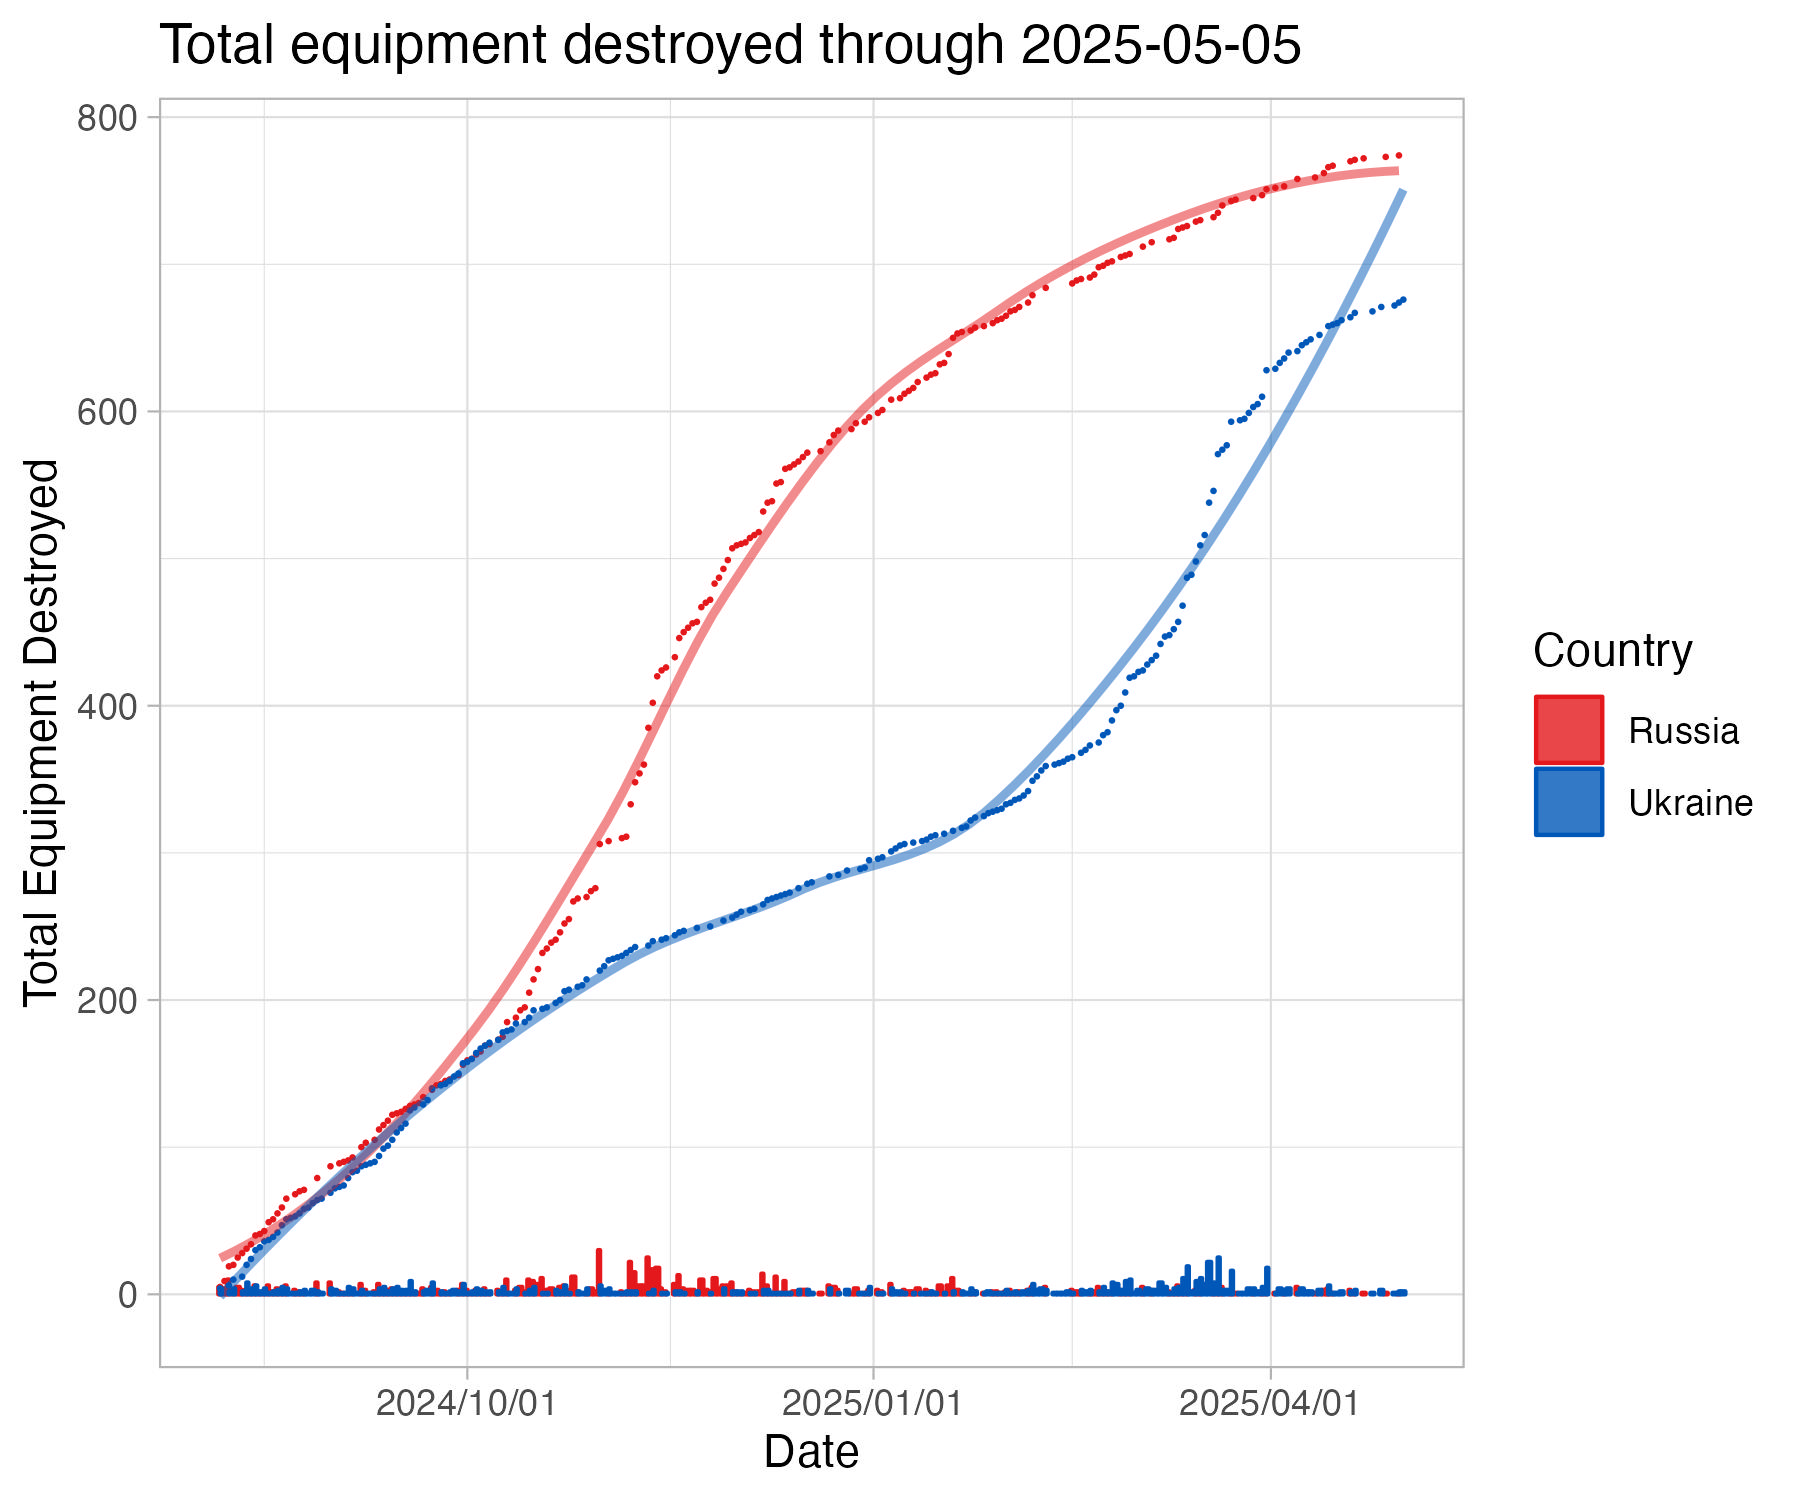 Total equipment destroyed through 2025-05-05
Total Equipment Destroyed
800
600
400
200
0
2024/10/01
2025/01/01
2025/04/01
Date
Country
Russia
Ukraine